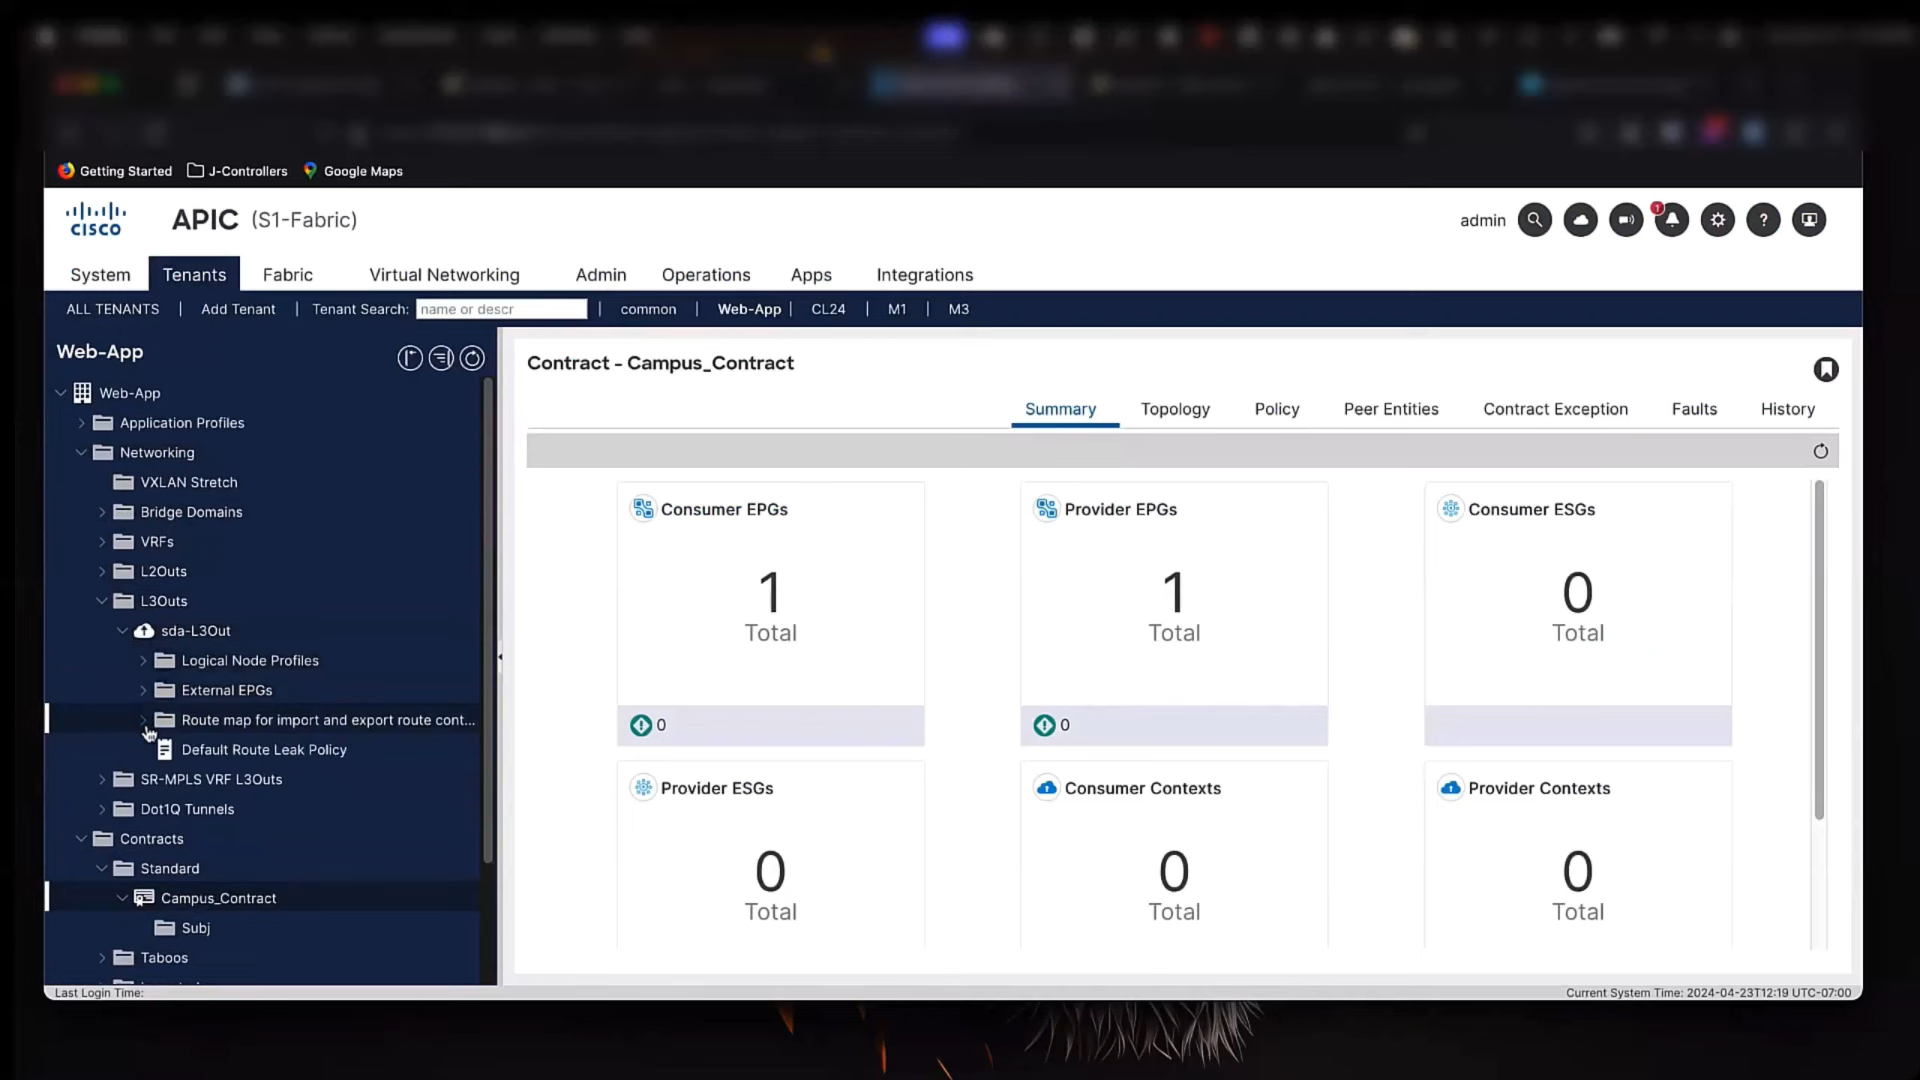 Getting Started J-Controllers Google Maps
CISCO
APIC (S1-Fabric)
admin
1
?
System Tenants Fabric Virtual Networking Admin Operations Apps Integrations
ALL TENANTS | Add Tenant | Tenant Search: name or descr | common | Web-App | CL24 | M1 | M3
Web-App
Web-App
Application Profiles
Networking
VXLAN Stretch
Bridge Domains
VRFs
L2Outs
L3Outs
sda-L3Out
Logical Node Profiles
External EPGs
Route map for import and export route cont...
Default Route Leak Policy
SR-MPLS VRF L3Outs
Dot1Q Tunnels
Contracts
Standard
Campus_Contract
Subj
Taboos
Contract - Campus_Contract
Summary Topology Policy Peer Entities Contract Exception Faults History
Consumer EPGs
1
Total
0
Provider EPGs
1
Total
0
Consumer ESGs
0
Total
Provider ESGs
0
Total
Consumer Contexts
0
Total
Provider Contexts
0
Total
Last Login Time:
Current System Time: 2024-04-23T12:19 UTC-07:00